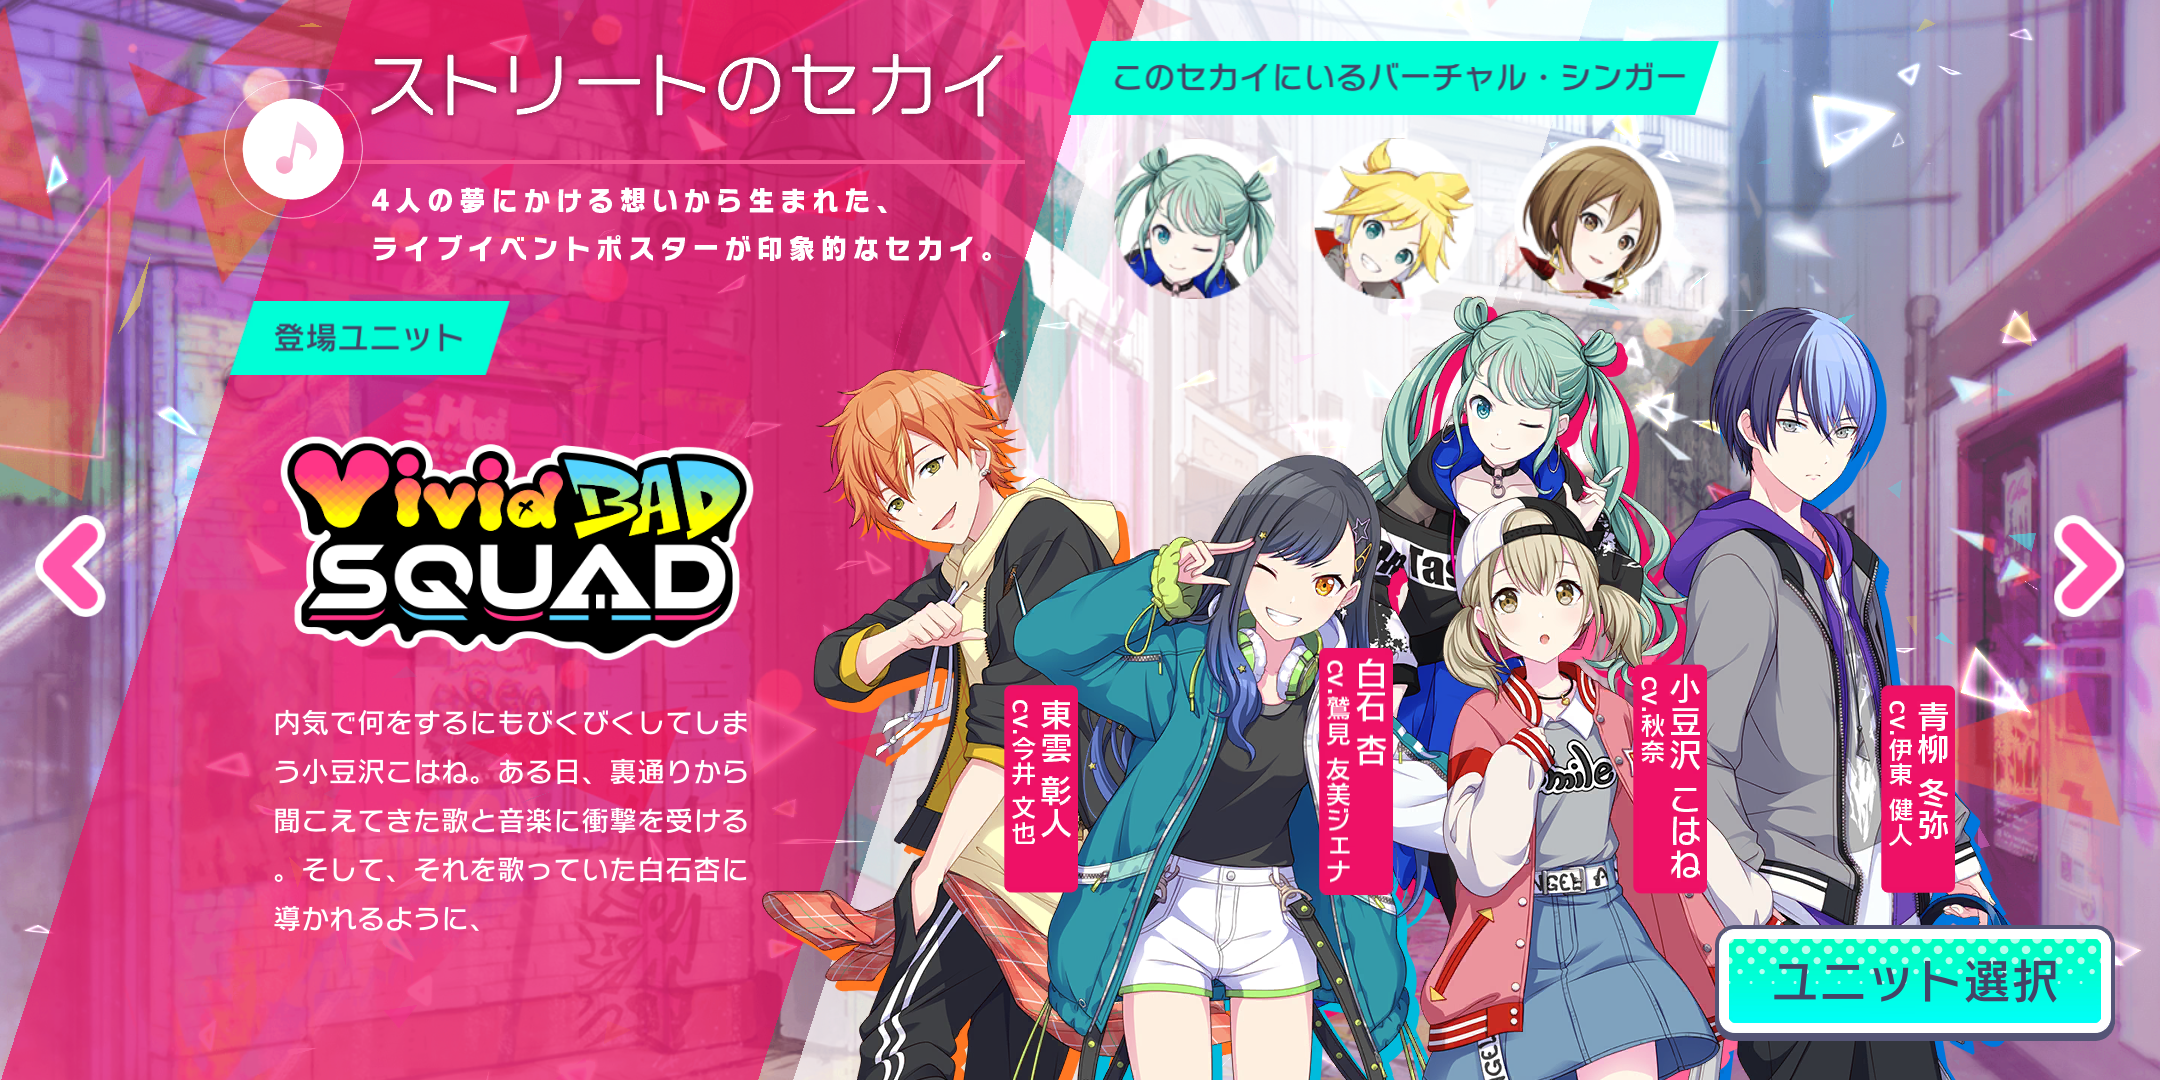 ストリートのセカイ
4人の夢にかける想いから生まれた、
ライブイベントポスターが印象的なセカイ。
このセカイにいるバーチャル・シンガー
登場ユニット
Vivid BAD
SQUAD
内気で何をするにもびくびくしてしま
う小豆沢こはね。ある日、裏通りから
聞こえてきた歌と音楽に衝撃を受ける
。そして、それを歌っていた白石杏に
導かれるように、
東雲 彰人
CV.今井 文也
白石 杏
CV.鷲見 友美ジェナ
小豆沢 こはね
CV.秋奈
青柳 冬弥
CV.伊東 健人
ユニット選択